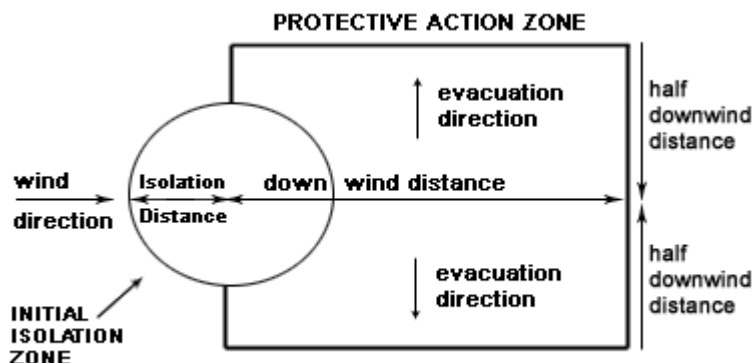 PROTECTIVE ACTION ZONE
evacuation
direction
half
downwind
distance
wind
direction
Isolation
Distance
down wind distance
evacuation
direction
half
downwind
distance
INITIAL
ISOLATION
ZONE